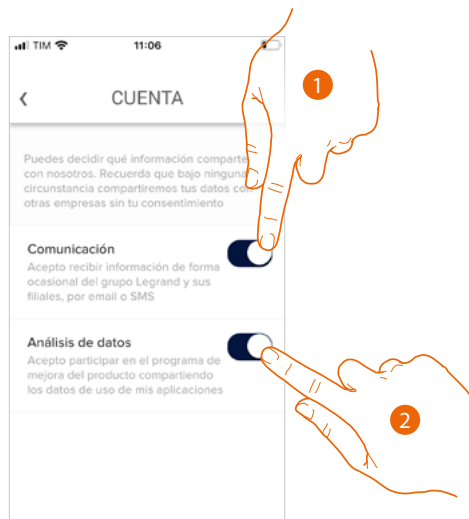 TIM 11:06
CUENTA
Puedes decidir qué información comparte
con nosotros. Recuerda que bajo ninguna
circunstancia compartiremos tus datos con
otras empresas sin tu consentimiento
Comunicación
Acepto recibir información de forma
ocasional del grupo Legrand y sus
filiales, por email o SMS
Análisis de datos
Acepto participar en el programa de
mejora del producto compartiendo
los datos de uso de mis aplicaciones
1
2